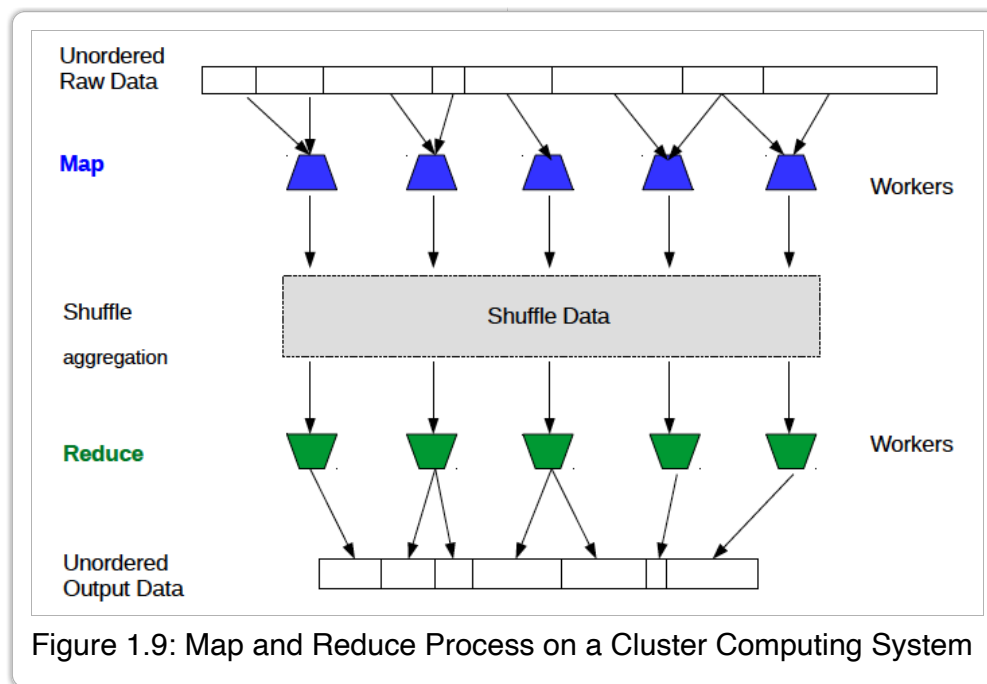 Unordered
Raw Data
Map
Workers
Shuffle
Shuffle Data
aggregation
Reduce
Workers
Unordered
Output Data
Figure 1.9: Map and Reduce Process on a Cluster Computing System